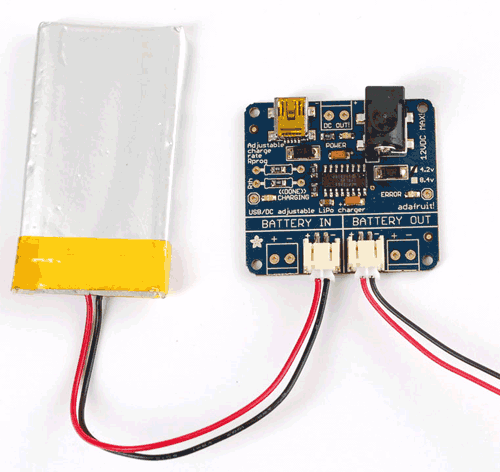 DC OUT!
Adjustable
charge
rate
Rprog
POWER
12VDC MAX!
4.2v
8.4v
((DONE)
CHARGING
ERROR
adafruit!
USB/DC adjustable LiPo charger
BATTERY IN
BATTERY OUT
+ -
+ -
+ -
+ -